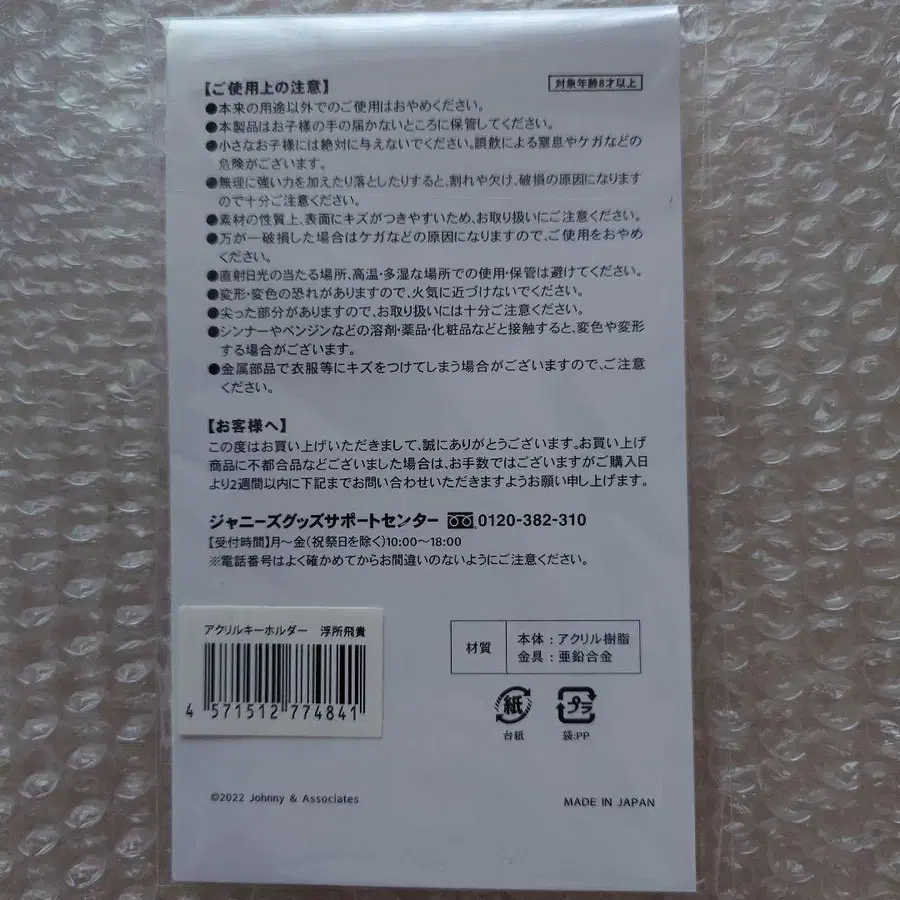 【ご使用上の注意】
対象年齢8才以上
●本来の用途以外でのご使用はおやめください。
●本製品はお子様の手の届かないところに保管してください。
●小さなお子様には絶対に与えないでください。誤飲による窒息やケガなどの
危険がございます。
●無理に強い力を加えたり落としたりすると、割れや欠け、破損の原因になります
ので十分ご注意ください。
●素材の性質上、表面にキズがつきやすいため、お取り扱いにご注意ください。
●万が一破損した場合はケガなどの原因になりますので、ご使用をおやめ
ください。
●直射日光の当たる場所、高温・多湿な場所での使用・保管は避けてください。
●変形・変色の恐れがありますので、火気に近づけないでください。
●尖った部分がありますので、お取り扱いには十分ご注意ください。
●シンナーやベンジンなどの溶剤・薬品・化粧品などと接触すると、変色や変形
する場合がございます。
●金属部品で衣服等にキズをつけてしまう場合がございますので、ご注意
ください。
【お客様へ】
この度はお買い上げいただきまして、誠にありがとうございます。お買い上げ
商品に不都合品などございました場合は、お手数ではございますがご購入日
より2週間以内に下記までお問い合わせいただきますようお願い申し上げます。
ジャニーズグッズサポートセンター 0120-382-310
【受付時間】月～金(祝祭日を除く)10:00～18:00
※電話番号はよく確かめてからお間違いのないようにご注意ください。
アクリルキーホルダー 浮所飛貴
4 571512 774841
材質
本体：アクリル樹脂
金具：亜鉛合金
紙
台紙
プラ
袋:PP
©2022 Johnny & Associates
MADE IN JAPAN